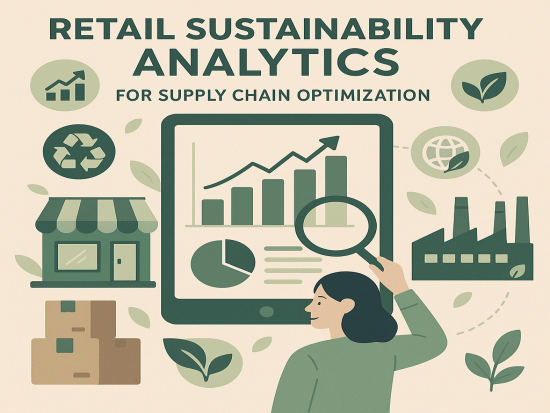 RETAIL SUSTAINABILITY
ANALYTICS
FOR SUPPLY CHAIN OPTIMIZATION